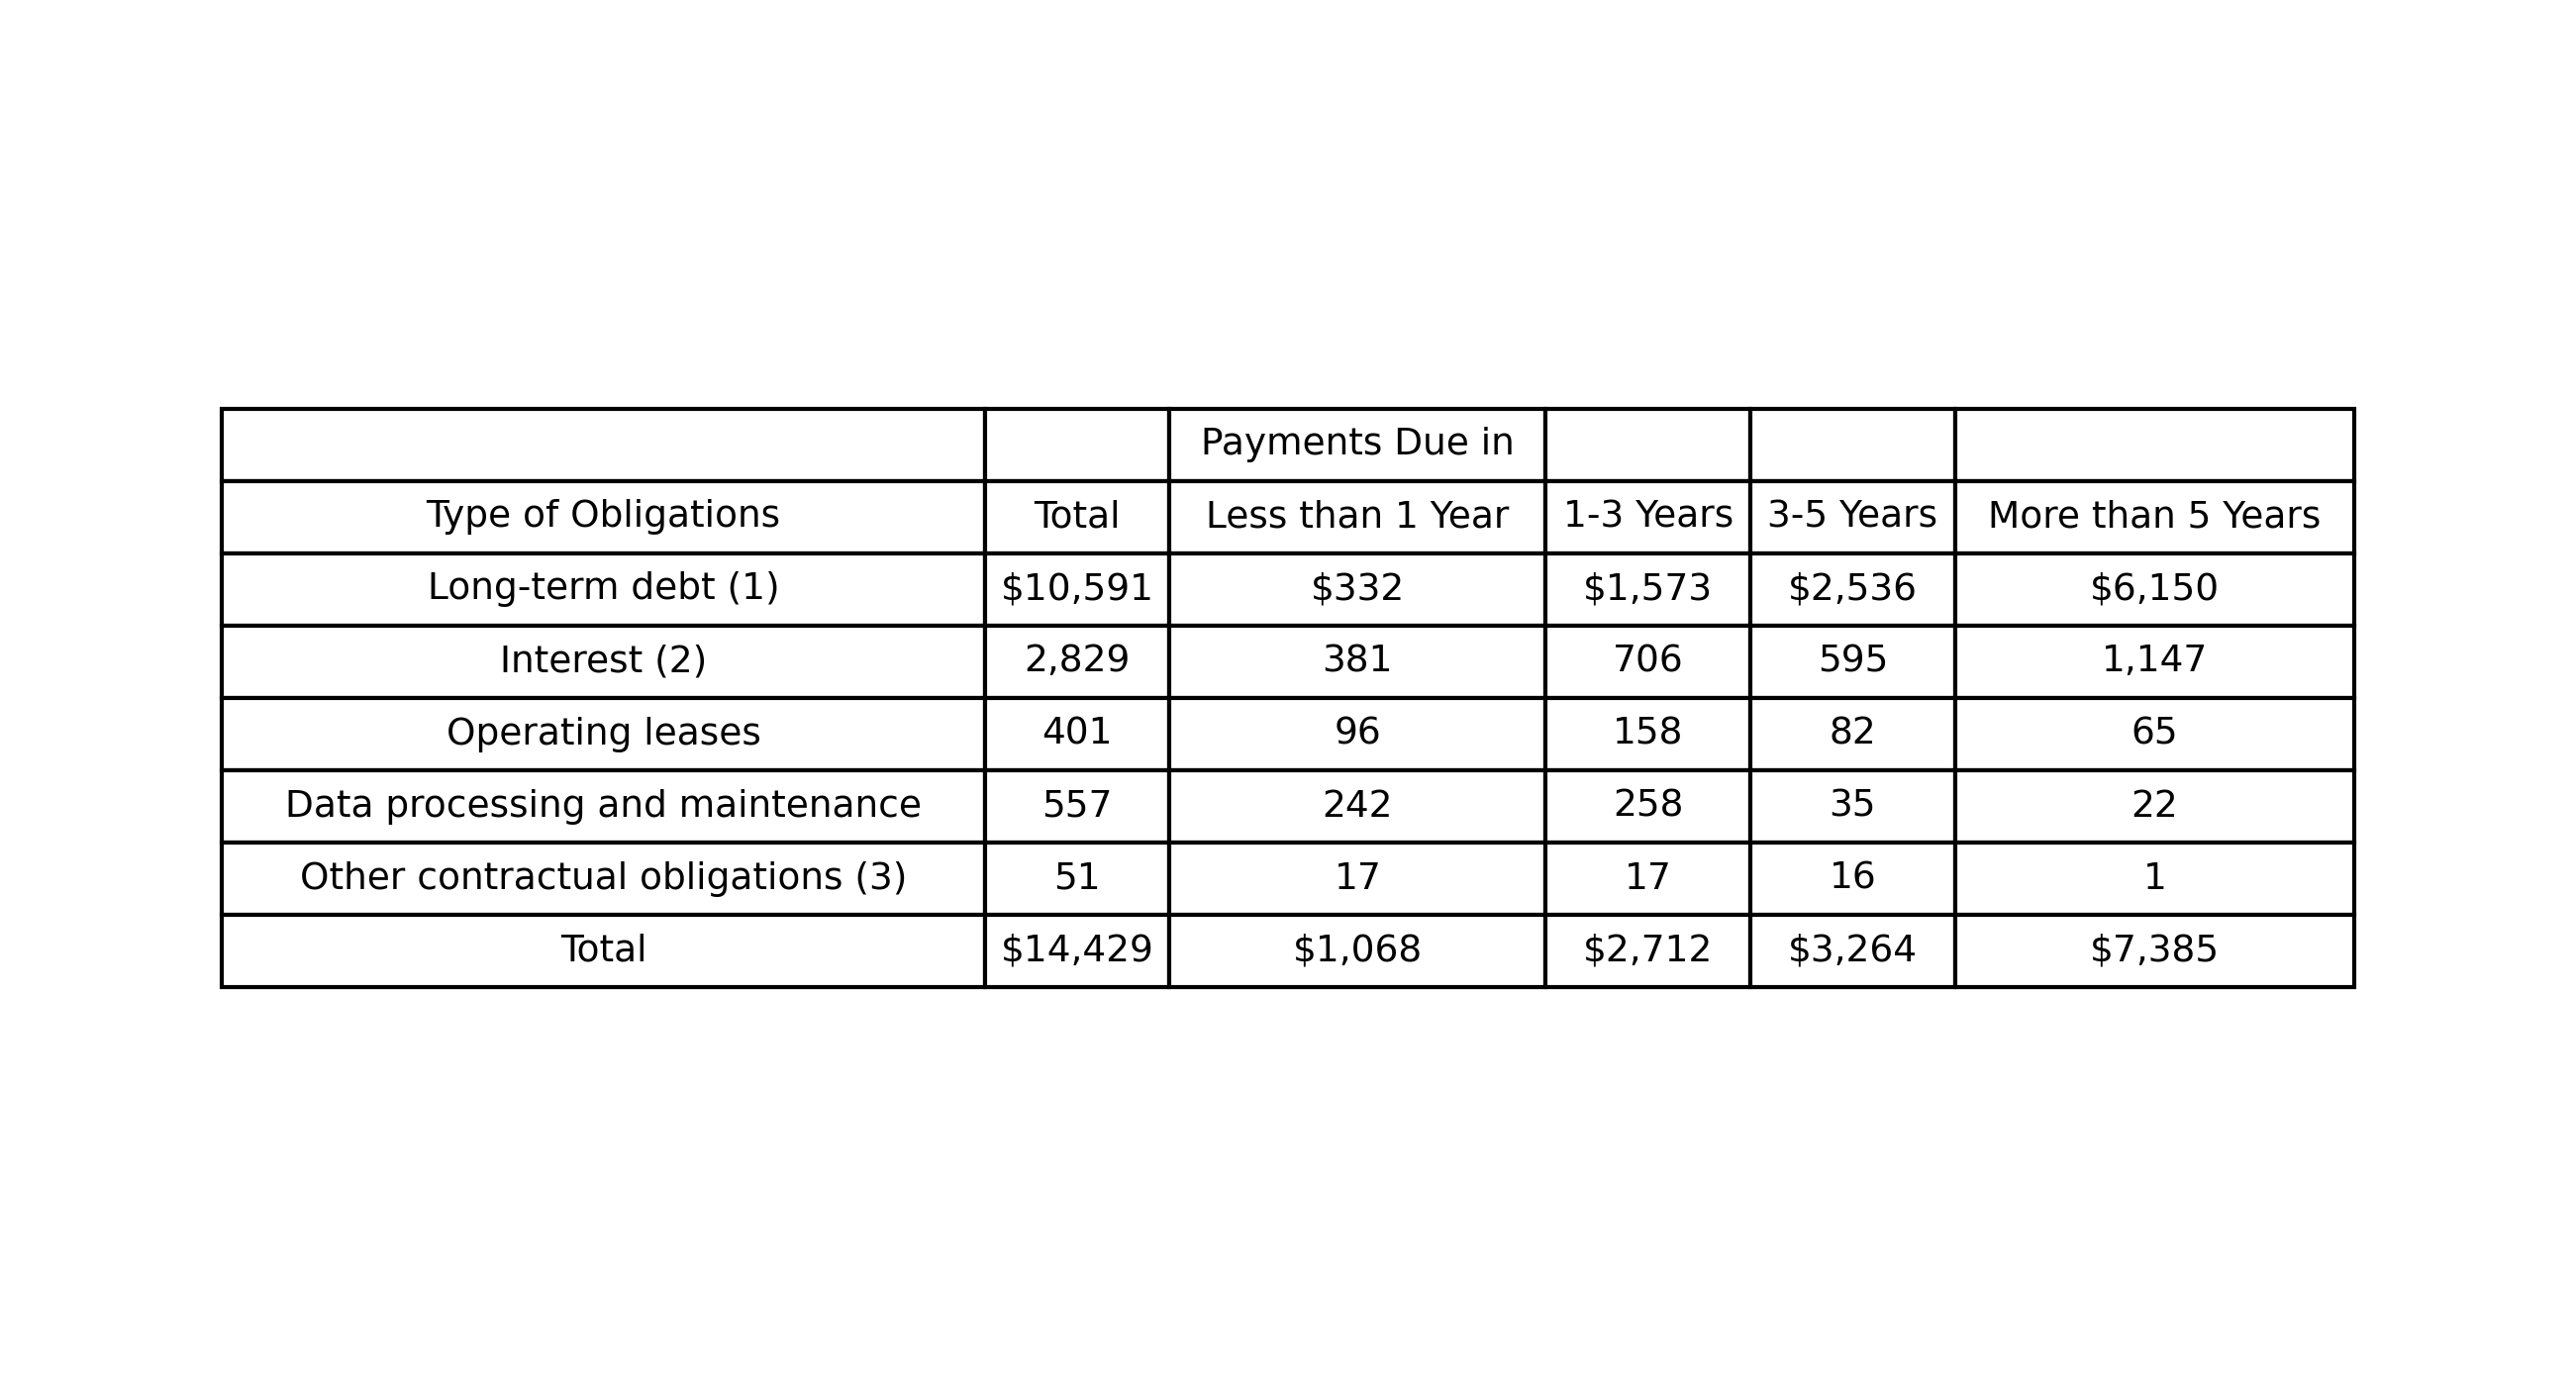 Payments Due in
Type of Obligations Total Less than 1 Year 1-3 Years 3-5 Years More than 5 Years
Long-term debt (1) $10,591 $332 $1,573 $2,536 $6,150
Interest (2) 2,829 381 706 595 1,147
Operating leases 401 96 158 82 65
Data processing and maintenance 557 242 258 35 22
Other contractual obligations (3) 51 17 17 16 1
Total $14,429 $1,068 $2,712 $3,264 $7,385